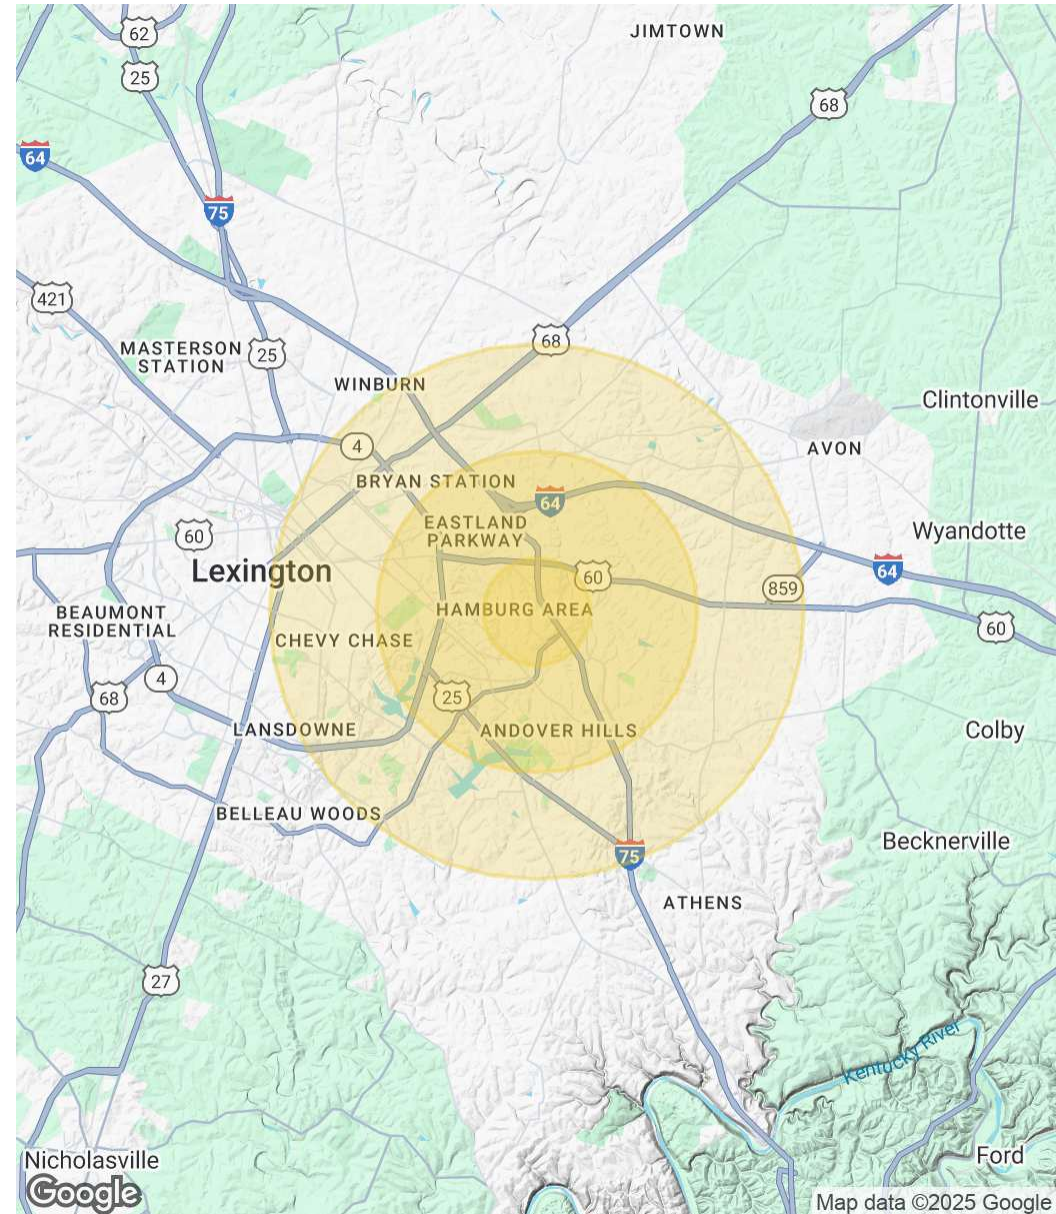 JIMTOWN
62
25
68
64
75
421
68
MASTERSON
STATION
25
WINBURN
Clintonville
4
AVON
BRYAN STATION
64
EASTLAND
PARKWAY
60
Wyandotte
Lexington
64
60
859
BEAUMONT
RESIDENTIAL
HAMBURG AREA
60
CHEVY CHASE
4
68
25
LANSDOWNE
ANDOVER HILLS
Colby
BELLEAU WOODS
Becknerville
75
ATHENS
27
Kentucky River
Nicholasville
Ford
Google
Map data ©2025 Google